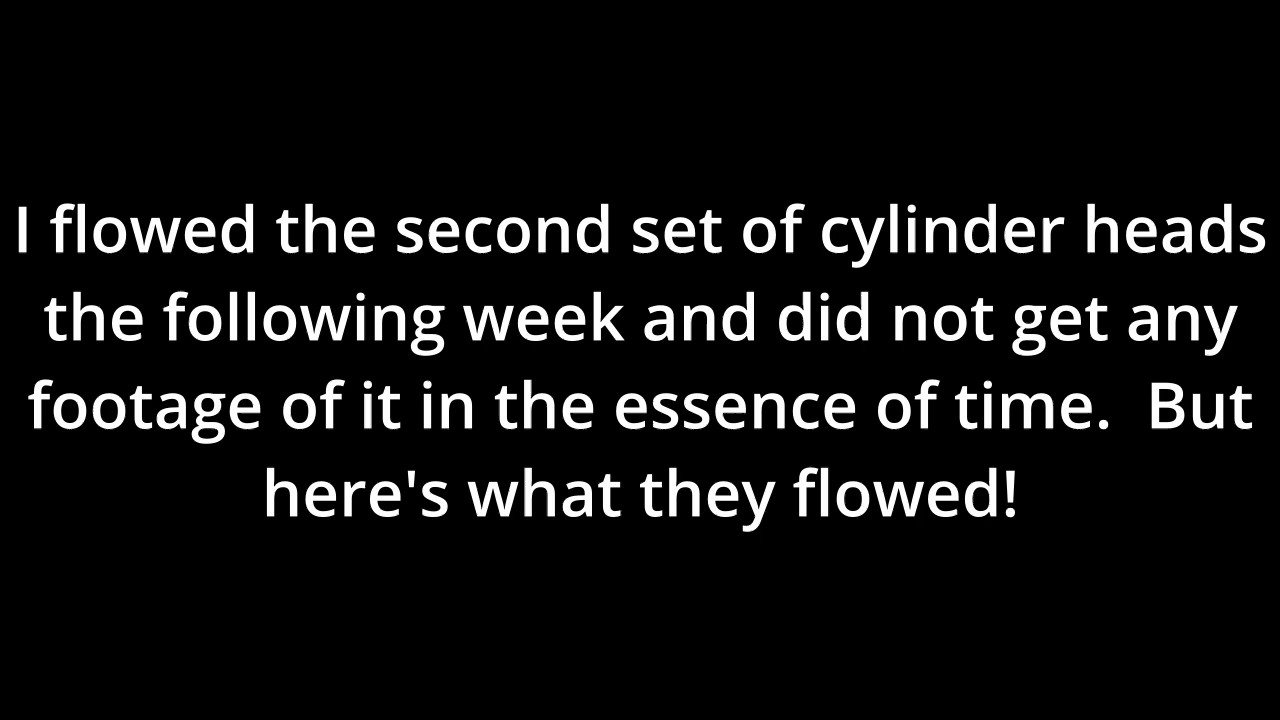 I flowed the second set of cylinder heads
the following week and did not get any
footage of it in the essence of time.  But
here's what they flowed!